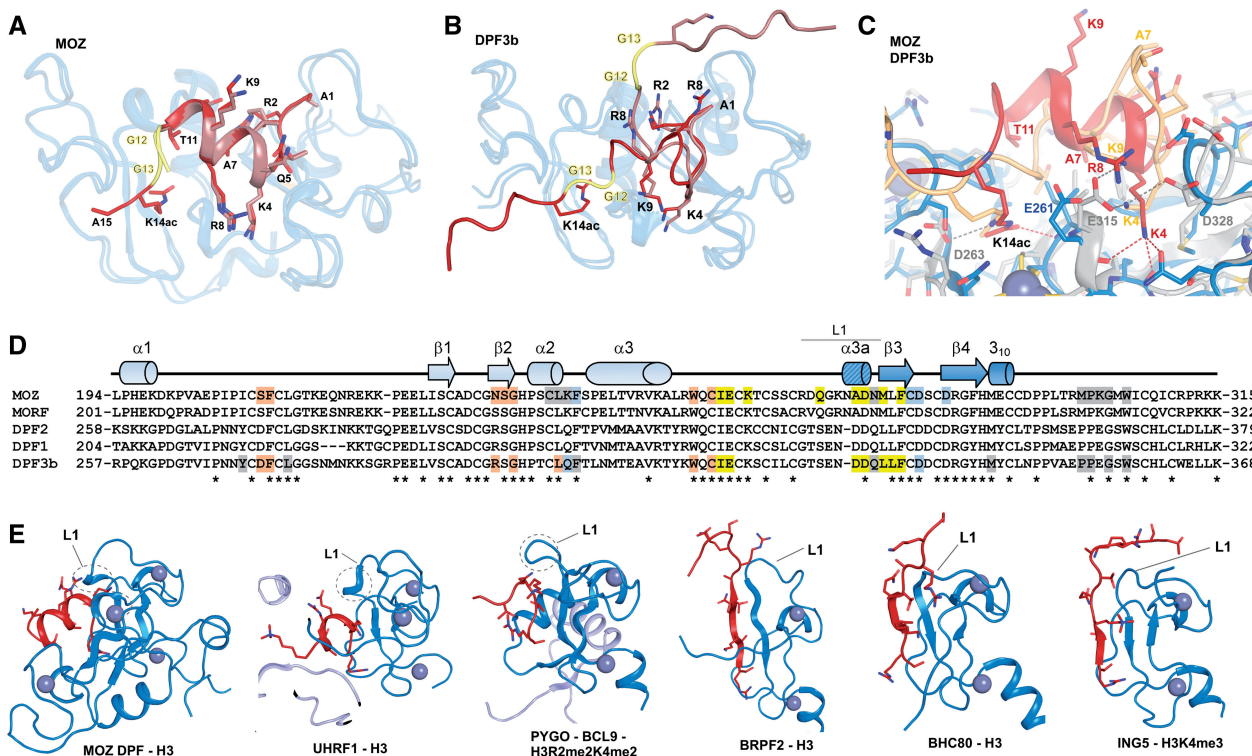 A
MOZ
K9
R2
A1
G12
T11
A7
G13
Q5
A15
K14ac
K4
R8
B
DPF3b
G13
G12
R2
R8
A1
R8
G13
G12
K9
K14ac
K4
C
MOZ
DPF3b
K9
A7
T11
K9
A7
R8
E261
E315
K4
D328
K14ac
K4
D263
D
L1
α1 β1 β2 α2 α3 α3a β3 β4 3₁₀
MOZ 194-LPHEKDKPVAEPIPICSFCLGTKEQNREKK-PEELISCADCGNSGHPSCLKFSPELTVRVKALRWQCIECKTCSSCRDQGKNADNMLFCDSCDRGFHMECCDPPLTRMPKGMWICQICRPRKK-315
MORF 201-LPHEKDQPRADPIPICSFCLGTKESNREKK-PEELLSCADCGSSGHPSCLKFCPELTTNVKALRWQCIECKTCSACRVQGRNADNMLFCDSCDRGFHMECCDPPLSRMPKGMWICQVCRPKKK-322
DPF2 258-KSKKGPDGLALPNNYCDFCLGDSKINKKTGQPEELVSCSDCGRSGHPSCLQFTPVMMAAVKTYRWQCIECKCCNICGTSEN-DDQLLFCDDCDRGYHMYCLTPSMSEPPEGSWSCHLCLDLLK-379
DPF1 204-TAKKAPDGTVIPNGYCDFCLGGS---KKTGCPEDLISCADCGRSGHPSCLQFTVNMTAAVRTYRWQCIECKSCSLCGTSEN-DDQLLFCDDCDRGYHMYCLSPPMAEPPEGSWSCHLCLRHLK-322
DPF3b 257-RPQKGPDGTVIPNNYCDFCLGGSNMNKKSGRPEELVSCADCGRSGHPTCLQFTLNMTEAVKTYKWQCIECKSCILCGTSENDDQLLFCDDCDRGYHMYCLNPPVAEPPEGSWSCHLCWELLK-368
E
L1
MOZ DPF - H3
L1
UHRF1 - H3
L1
PYGO - BCL9 -
H3R2me2K4me2
L1
BRPF2 - H3
L1
BHC80 - H3
L1
ING5 - H3K4me3